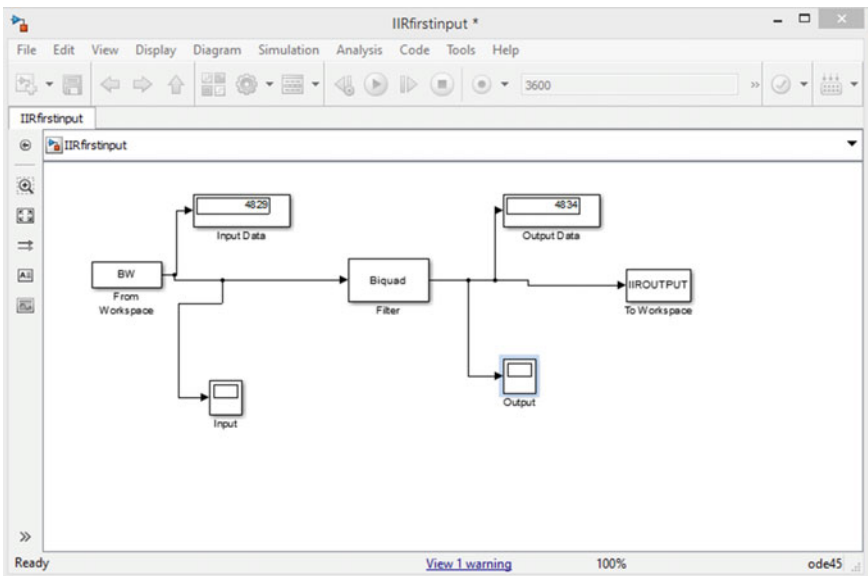 IIRfirstinput *
File Edit View Display Diagram Simulation Analysis Code Tools Help
3600
IIRfirstinput
IIRfirstinput
4829
Input Data
4834
Output Data
BW
From
Workspace
Biquad
Filter
IIROUTPUT
To Workspace
Input
Output
Ready View 1 warning 100% ode45